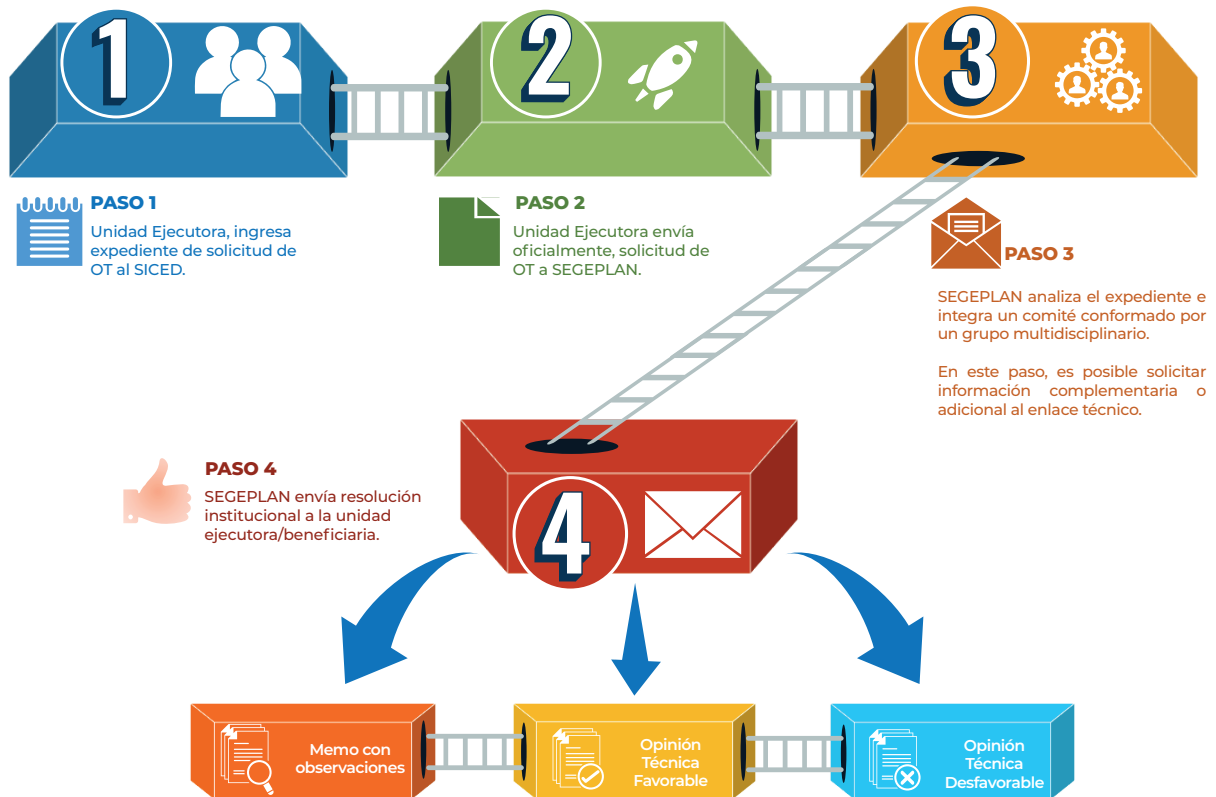 1
2
3
PASO 1
Unidad Ejecutora, ingresa
expediente de solicitud de
OT al SICED.
PASO 2
Unidad Ejecutora envía
oficialmente, solicitud de
OT a SEGEPLAN.
PASO 3
SEGEPLAN analiza el expediente e
integra un comité conformado por
un grupo multidisciplinario.
En este paso, es posible solicitar
información complementaria o
adicional al enlace técnico.
PASO 4
SEGEPLAN envía resolución
institucional a la unidad
ejecutora/beneficiaria.
4
Memo con
observaciones
Opinión
Técnica
Favorable
Opinión
Técnica
Desfavorable